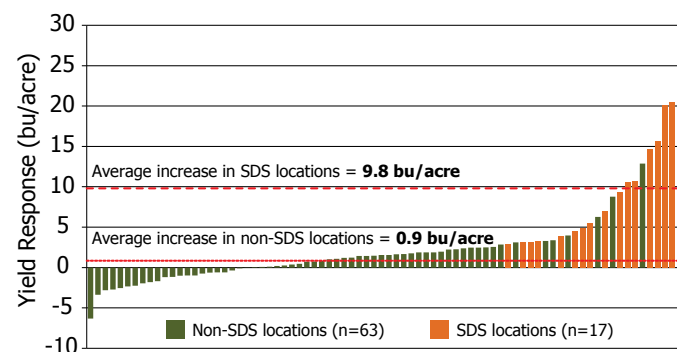 Yield Response (bu/acre)
30
25
20
15
10
5
0
-5
-10
Average increase in SDS locations = 9.8 bu/acre
Average increase in non-SDS locations = 0.9 bu/acre
Non-SDS locations (n=63)
SDS locations (n=17)